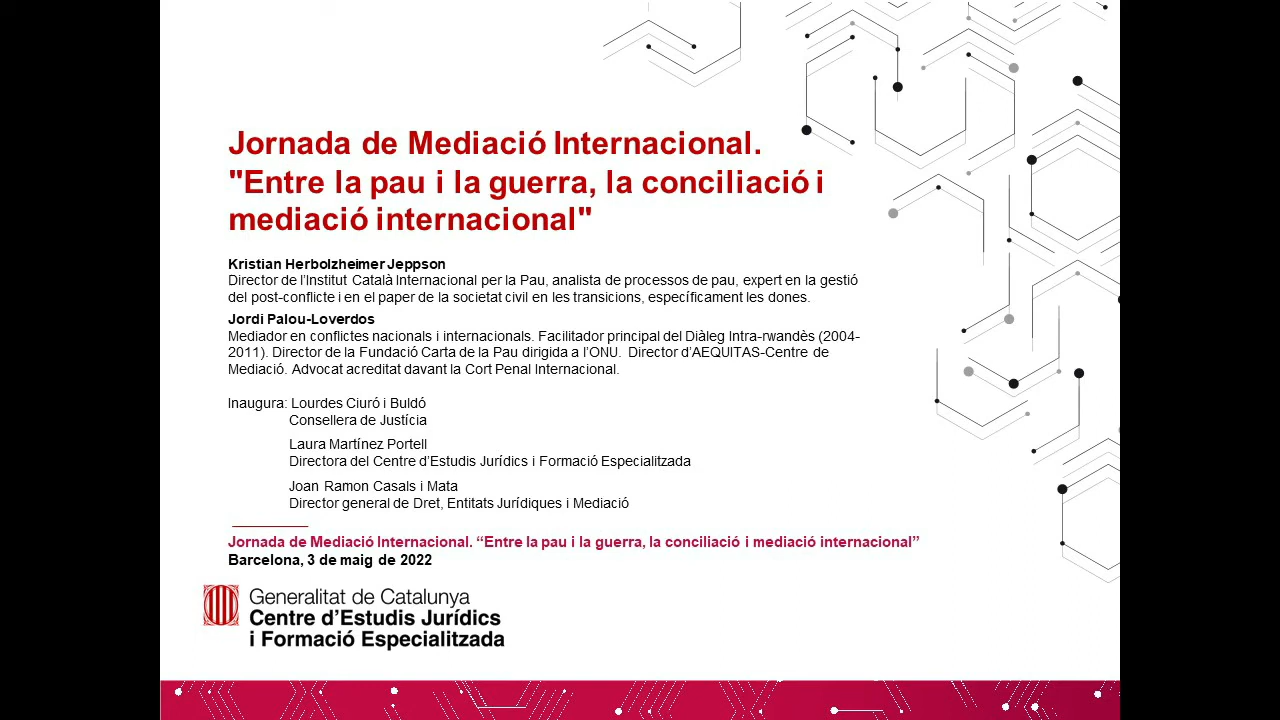 Jornada de Mediació Internacional.
"Entre la pau i la guerra, la conciliació i
mediació internacional"
Kristian Herbolzheimer Jeppson
Director de l’Institut Català Internacional per la Pau, analista de processos de pau, expert en la gestió
del post-conflicte i en el paper de la societat civil en les transicions, específicament les dones.
Jordi Palou-Loverdos
Mediador en conflictes nacionals i internacionals. Facilitador principal del Diàleg Intra-rwandès (2004-
2011). Director de la Fundació Carta de la Pau dirigida a l’ONU. Director d’AEQUITAS-Centre de
Mediació. Advocat acreditat davant la Cort Penal Internacional.
Inaugura: Lourdes Ciuró i Buldó
Consellera de Justícia
Laura Martínez Portell
Directora del Centre d’Estudis Jurídics i Formació Especialitzada
Joan Ramon Casals i Mata
Director general de Dret, Entitats Jurídiques i Mediació
Jornada de Mediació Internacional. “Entre la pau i la guerra, la conciliació i mediació internacional”
Barcelona, 3 de maig de 2022
Generalitat de Catalunya
Centre d’Estudis Jurídics
i Formació Especialitzada